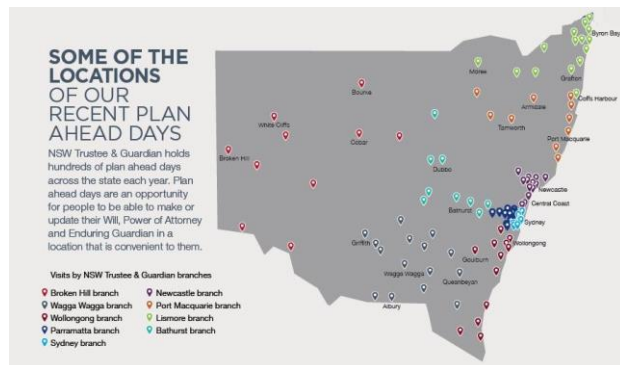 SOME OF THE
LOCATIONS
OF OUR
RECENT PLAN
AHEAD DAYS
NSW Trustee & Guardian holds
hundreds of plan ahead days
across the state each year. Plan
ahead days are an opportunity
for people to be able to make or
update their Will, Power of Attorney
and Enduring Guardian in a
location that is convenient to them.
Visits by NSW Trustee & Guardian branches
Broken Hill branch
Wagga Wagga branch
Wollongong branch
Parramatta branch
Sydney branch
Newcastle branch
Port Macquarie branch
Lismore branch
Bathurst branch
Byron Bay
Moree
Grafton
Bourke
Coffs Harbour
Armidale
White Cliffs
Tamworth
Cobar
Port Macquarie
Broken Hill
Dubbo
Newcastle
Central Coast
Bathurst
Sydney
Griffith
Wollongong
Goulburn
Wagga Wagga
Queanbeyan
Albury